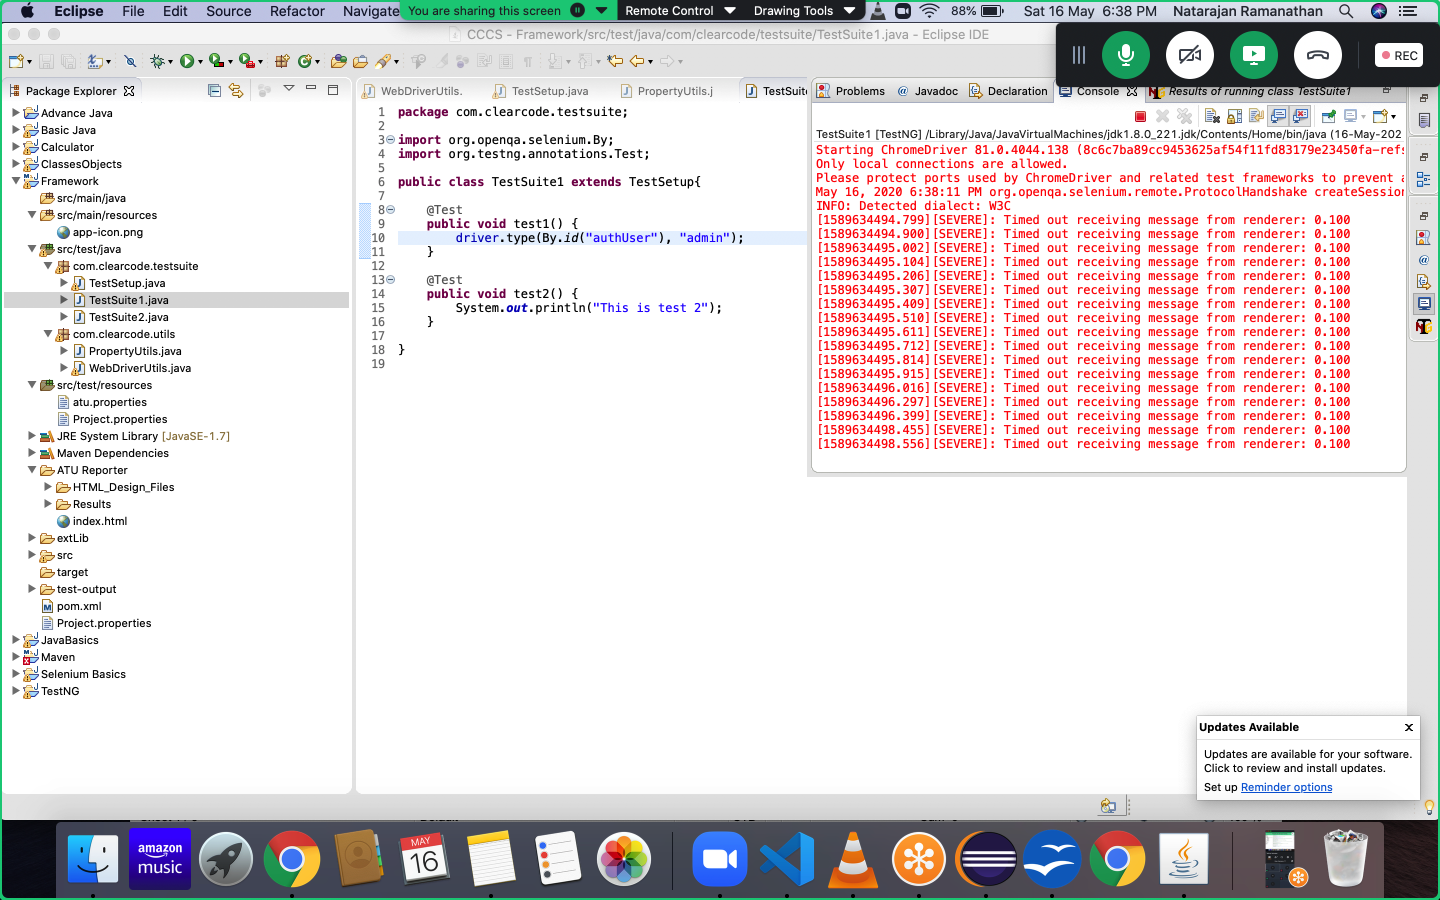 Eclipse File Edit Source Refactor Navigate You are sharing this screen Remote Control Drawing Tools 88% Sat 16 May 6:38 PM Natarajan Ramanathan
CCCS - Framework/src/test/java/com/clearcode/testsuite/TestSuite1.java - Eclipse IDE
REC
Package Explorer
Advance Java
Basic Java
Calculator
ClassesObjects
Framework
src/main/java
src/main/resources
app-icon.png
src/test/java
com.clearcode.testsuite
TestSetup.java
TestSuite1.java
TestSuite2.java
com.clearcode.utils
PropertyUtils.java
WebDriverUtils.java
src/test/resources
atu.properties
Project.properties
JRE System Library [JavaSE-1.7]
Maven Dependencies
ATU Reporter
HTML_Design_Files
Results
index.html
extLib
src
target
test-output
pom.xml
Project.properties
JavaBasics
Maven
Selenium Basics
TestNG
WebDriverUtils. TestSetup.java PropertyUtils.j TestSuite
1 package com.clearcode.testsuite;
2
3 import org.openqa.selenium.By;
4 import org.testng.annotations.Test;
5
6 public class TestSuite1 extends TestSetup{
7
8 @Test
9 public void test1() {
10 driver.type(By.id("authUser"), "admin");
11 }
12
13 @Test
14 public void test2() {
15 System.out.println("This is test 2");
16 }
17
18 }
19
Problems Javadoc Declaration Console Results of running class TestSuite1
TestSuite1 [TestNG] /Library/Java/JavaVirtualMachines/jdk1.8.0_221.jdk/Contents/Home/bin/java (16-May-202
Starting ChromeDriver 81.0.4044.138 (8c6c7ba89cc9453625af54f11fd83179e23450fa-refs
Only local connections are allowed.
Please protect ports used by ChromeDriver and related test frameworks to prevent a
May 16, 2020 6:38:11 PM org.openqa.selenium.remote.ProtocolHandshake createSession
INFO: Detected dialect: W3C
[1589634494.799][SEVERE]: Timed out receiving message from renderer: 0.100
[1589634494.900][SEVERE]: Timed out receiving message from renderer: 0.100
[1589634495.002][SEVERE]: Timed out receiving message from renderer: 0.100
[1589634495.104][SEVERE]: Timed out receiving message from renderer: 0.100
[1589634495.206][SEVERE]: Timed out receiving message from renderer: 0.100
[1589634495.307][SEVERE]: Timed out receiving message from renderer: 0.100
[1589634495.409][SEVERE]: Timed out receiving message from renderer: 0.100
[1589634495.510][SEVERE]: Timed out receiving message from renderer: 0.100
[1589634495.611][SEVERE]: Timed out receiving message from renderer: 0.100
[1589634495.712][SEVERE]: Timed out receiving message from renderer: 0.100
[1589634495.814][SEVERE]: Timed out receiving message from renderer: 0.100
[1589634495.915][SEVERE]: Timed out receiving message from renderer: 0.100
[1589634496.016][SEVERE]: Timed out receiving message from renderer: 0.100
[1589634496.297][SEVERE]: Timed out receiving message from renderer: 0.100
[1589634496.399][SEVERE]: Timed out receiving message from renderer: 0.100
[1589634498.455][SEVERE]: Timed out receiving message from renderer: 0.100
[1589634498.556][SEVERE]: Timed out receiving message from renderer: 0.100
Updates Available
Updates are available for your software.
Click to review and install updates.
Set up Reminder options
amazon
music
MAY
16